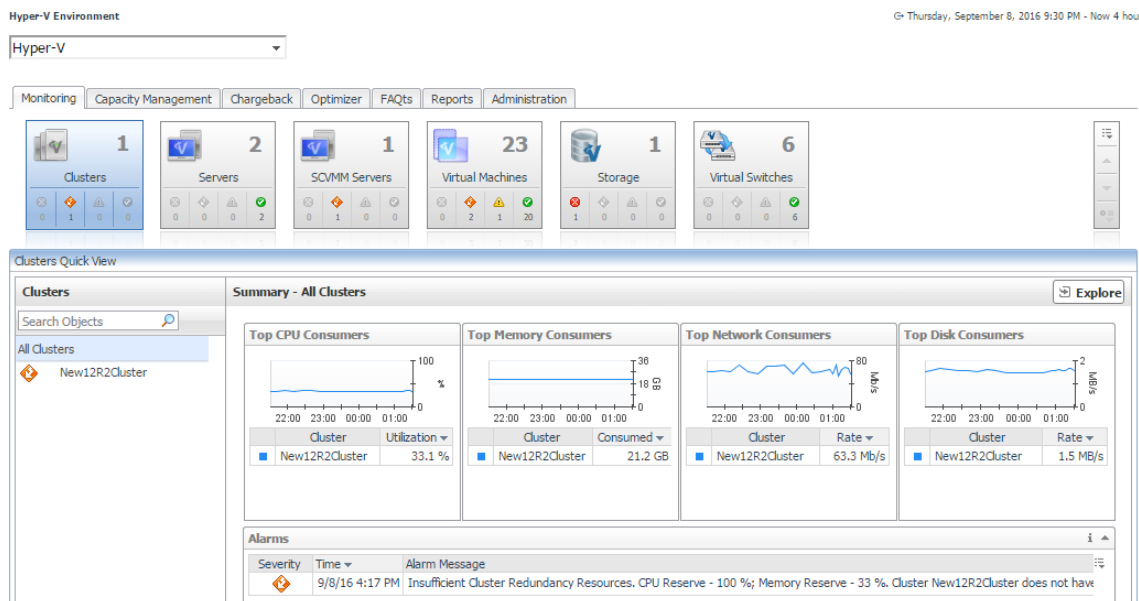 Hyper-V Environment
Thursday, September 8, 2016 9:30 PM - Now 4 hou
Hyper-V
Monitoring Capacity Management Chargeback Optimizer FAQts Reports Administration
1 2 1 23 1 6
Clusters Servers SCVMM Servers Virtual Machines Storage Virtual Switches
0 1 0 0 0 0 0 2 0 1 0 0 0 2 1 20 1 0 0 0 0 0 0 6
Clusters Quick View
Clusters
Search Objects
All Clusters
New12R2Cluster
Summary - All Clusters
Explore
Top CPU Consumers
100
%
0
22:00 23:00 00:00 01:00
Cluster Utilization
New12R2Cluster 33.1 %
Top Memory Consumers
36
18
GB
0
22:00 23:00 00:00 01:00
Cluster Consumed
New12R2Cluster 21.2 GB
Top Network Consumers
80
Mb/s
0
22:00 23:00 00:00 01:00
Cluster Rate
New12R2Cluster 63.3 Mb/s
Top Disk Consumers
2
MB/s
0
22:00 23:00 00:00 01:00
Cluster Rate
New12R2Cluster 1.5 MB/s
Alarms
Severity Time Alarm Message
9/8/16 4:17 PM Insufficient Cluster Redundancy Resources. CPU Reserve - 100 %; Memory Reserve - 33 %. Cluster New12R2Cluster does not have